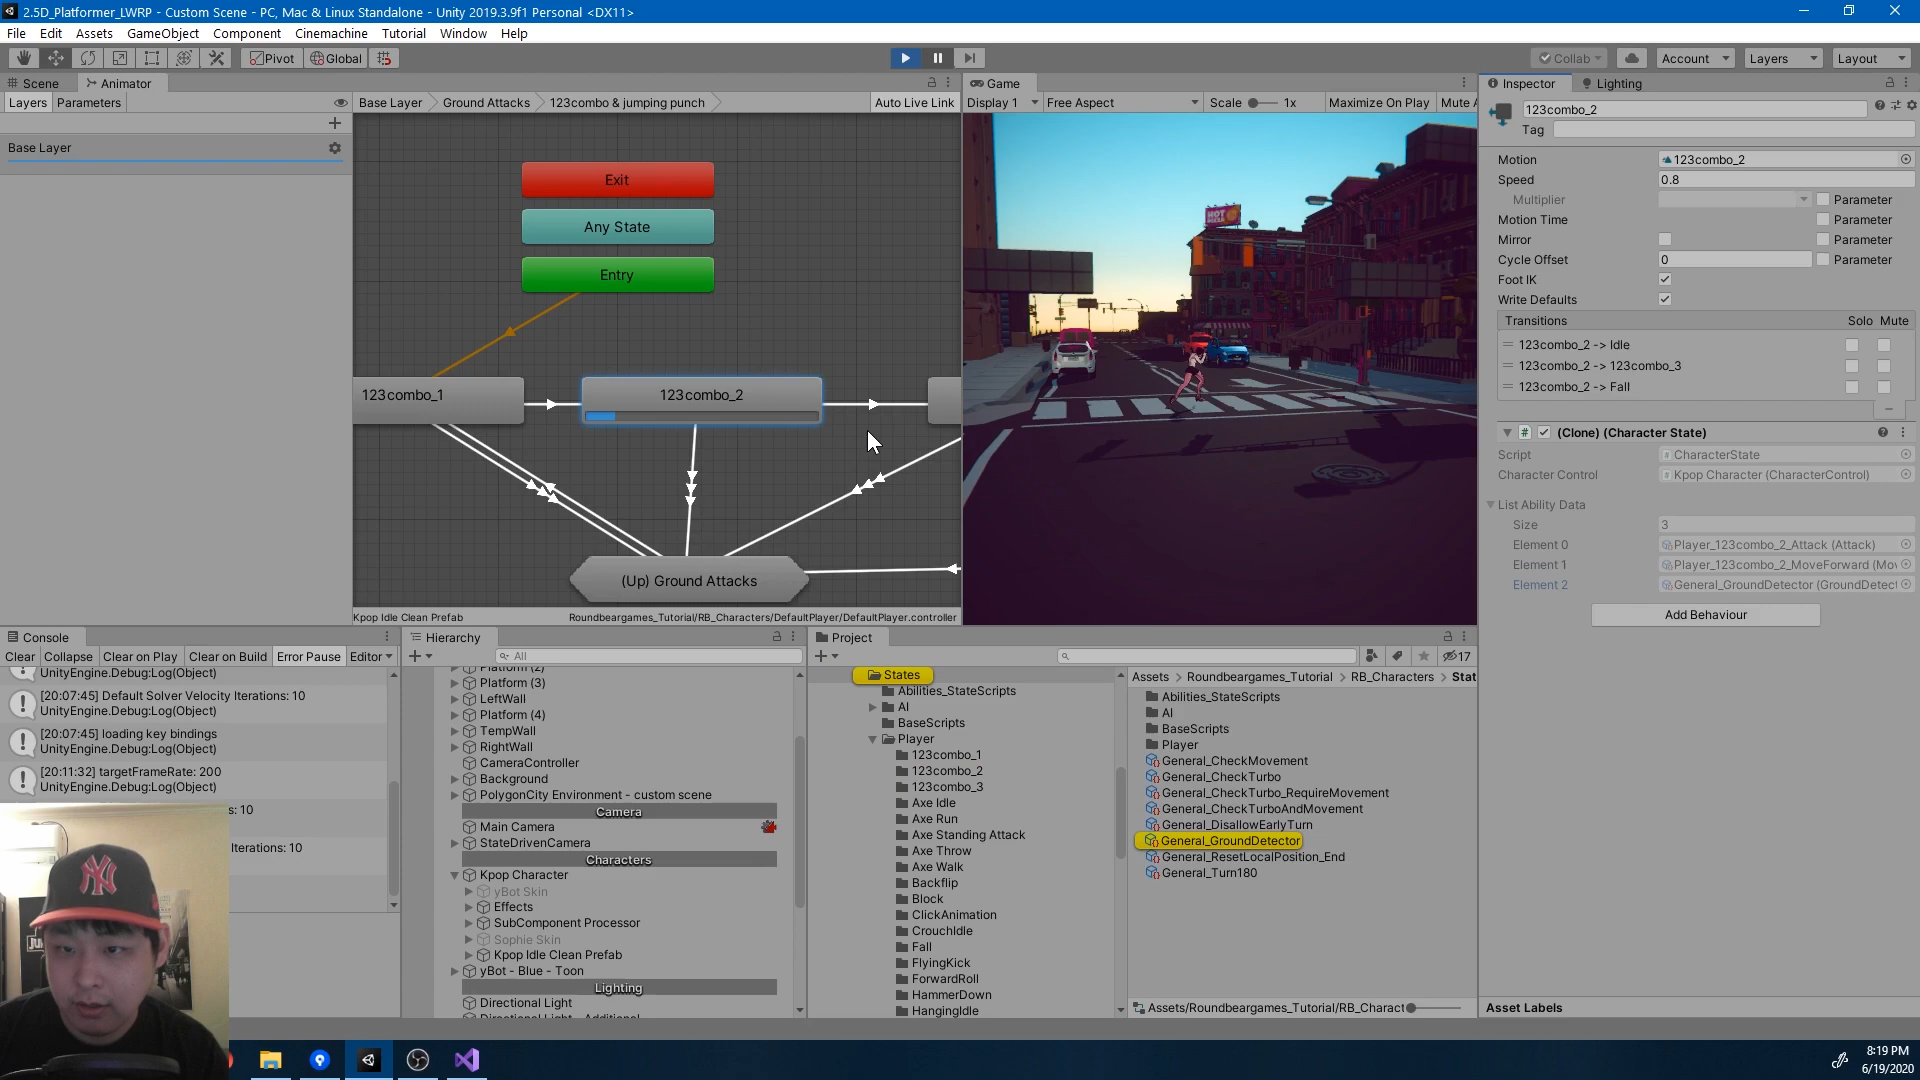 2.5D_Platformer_LWRP - Custom Scene - PC, Mac & Linux Standalone - Unity 2019.3.9f1 Personal <DX11>
File Edit Assets GameObject Component Cinemachine Tutorial Window Help
Pivot Global Collab Account Layers Layout
Scene Animator
Layers Parameters
Base Layer
Base Layer Ground Attacks 123combo & jumping punch Auto Live Link
Exit
Any State
Entry
123combo_1
123combo_2
(Up) Ground Attacks
Kpop Idle Clean Prefab Roundbeargames_Tutorial/RB_Characters/DefaultPlayer/DefaultPlayer.controller
Game
Display 1 Free Aspect Scale 1x Maximize On Play Mute A
HOT
Inspector Lighting
123combo_2
Tag
Motion 123combo_2
Speed 0.8
Multiplier Parameter
Motion Time Parameter
Mirror Parameter
Cycle Offset 0 Parameter
Foot IK
Write Defaults
Transitions Solo Mute
123combo_2 -> Idle
123combo_2 -> 123combo_3
123combo_2 -> Fall
(Clone) (Character State)
Script CharacterState
Character Control Kpop Character (CharacterControl)
List Ability Data
Size 3
Element 0 Player_123combo_2_Attack (Attack)
Element 1 Player_123combo_2_MoveForward (Mov
Element 2 General_GroundDetector (GroundDetect
Add Behaviour
Asset Labels
Console
Clear Collapse Clear on Play Clear on Build Error Pause Editor
UnityEngine.Debug:Log(Object)
[20:07:45] Default Solver Velocity Iterations: 10
UnityEngine.Debug:Log(Object)
[20:07:45] loading key bindings
UnityEngine.Debug:Log(Object)
[20:11:32] targetFrameRate: 200
UnityEngine.Debug:Log(Object)
s: 10
Iterations: 10
Hierarchy
All
Platform (2)
Platform (3)
LeftWall
Platform (4)
TempWall
RightWall
CameraController
Background
PolygonCity Environment - custom scene
Camera
Main Camera
StateDrivenCamera
Characters
Kpop Character
yBot Skin
Effects
SubComponent Processor
Sophie Skin
Kpop Idle Clean Prefab
yBot - Blue - Toon
Lighting
Directional Light
Directional Light - Additional
Project
17
States
Abilities_StateScripts
AI
BaseScripts
Player
123combo_1
123combo_2
123combo_3
Axe Idle
Axe Run
Axe Standing Attack
Axe Throw
Axe Walk
Backflip
Block
ClickAnimation
CrouchIdle
Fall
FlyingKick
ForwardRoll
HammerDown
HangingIdle
Assets Roundbeargames_Tutorial RB_Characters Stat
Abilities_StateScripts
AI
BaseScripts
Player
General_CheckMovement
General_CheckTurbo
General_CheckTurbo_RequireMovement
General_CheckTurboAndMovement
General_DisallowEarlyTurn
General_GroundDetector
General_ResetLocalPosition_End
General_Turn180
Assets/Roundbeargames_Tutorial/RB_Charact
8:19 PM
6/19/2020